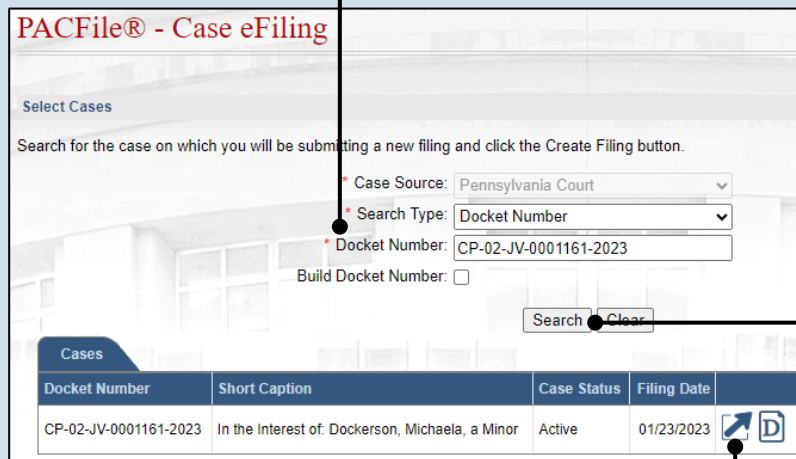 PACFile® - Case eFiling
Select Cases
Search for the case on which you will be submitting a new filing and click the Create Filing button.
* Case Source: Pennsylvania Court
* Search Type: Docket Number
* Docket Number: CP-02-JV-0001161-2023
Build Docket Number:
Search Clear
Cases
Docket Number Short Caption Case Status Filing Date
CP-02-JV-0001161-2023 In the Interest of: Dockerson, Michaela, a Minor Active 01/23/2023 D